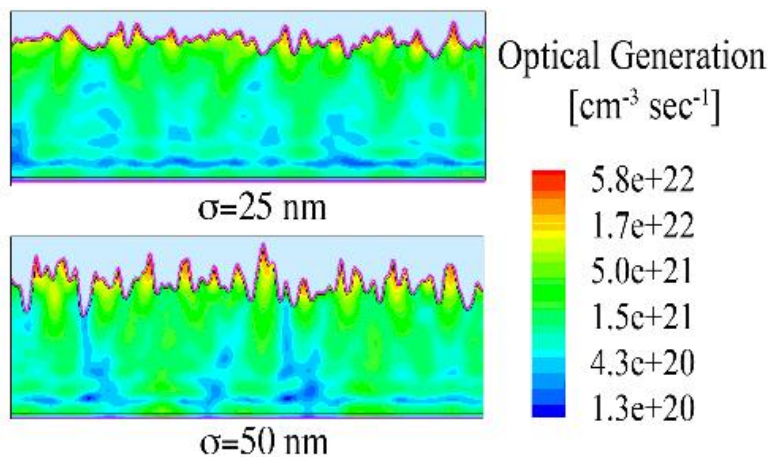 Optical Generation
[cm⁻³ sec⁻¹]
5.8e+22
1.7e+22
5.0e+21
1.5e+21
4.3e+20
1.3e+20
σ=25 nm
σ=50 nm